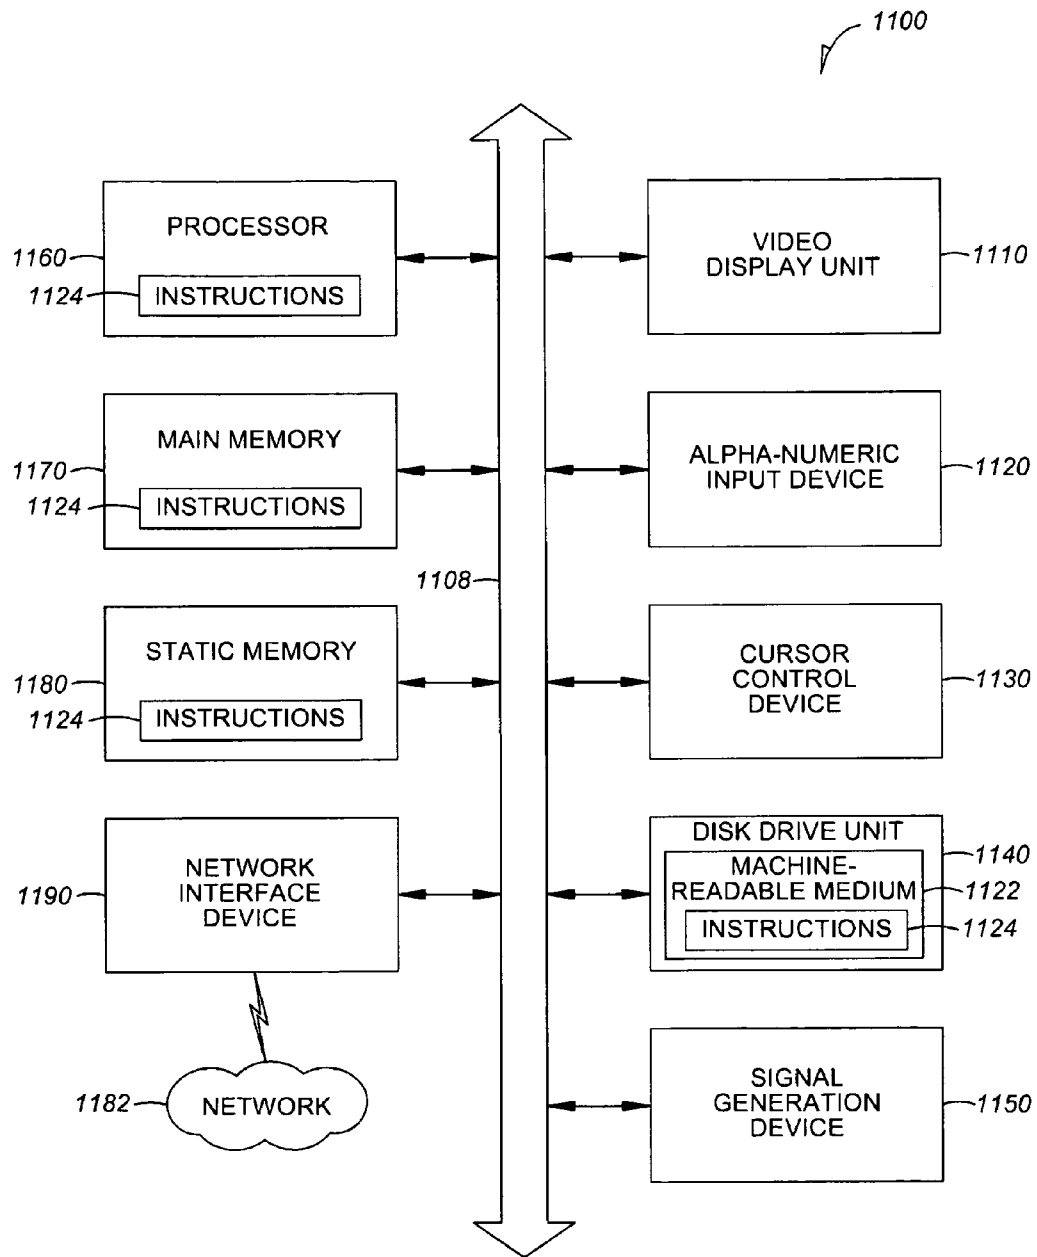 1100
PROCESSOR
1160
1124
INSTRUCTIONS
VIDEO
DISPLAY UNIT
1110
MAIN MEMORY
1170
1124
INSTRUCTIONS
ALPHA-NUMERIC
INPUT DEVICE
1120
1108
STATIC MEMORY
1180
1124
INSTRUCTIONS
CURSOR
CONTROL
DEVICE
1130
NETWORK
INTERFACE
DEVICE
1190
DISK DRIVE UNIT
1140
MACHINE-
READABLE MEDIUM
1122
INSTRUCTIONS
1124
1182
NETWORK
SIGNAL
GENERATION
DEVICE
1150